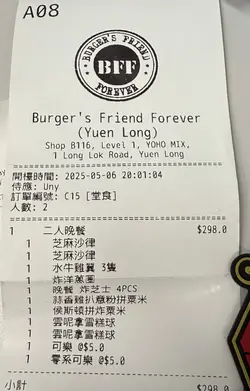 A08
BURGER'S FRIEND
BFF
FOREVER
Burger's Friend Forever
(Yuen Long)
Shop B116, Level 1, YOHO MIX,
1 Long Lok Road, Yuen Long
開檯時間: 2025-05-06 20:01:04
侍應: Uny
訂單編號: C15 [堂食]
人數: 2
1 二人晚餐 $298.0
1 芝麻沙律
1 芝麻沙律
1 水牛雞翼 3隻
1 炸洋蔥圈
1 晚餐 炸芝士 4PCS
1 蒜香雞扒意粉拼粟米
1 侯斯頓拼炸粟米
1 雲呢拿雪糕球
1 雲呢拿雪糕球
1 可樂 @$5.0
1 零系可樂 @$5.0
小計 $298.0